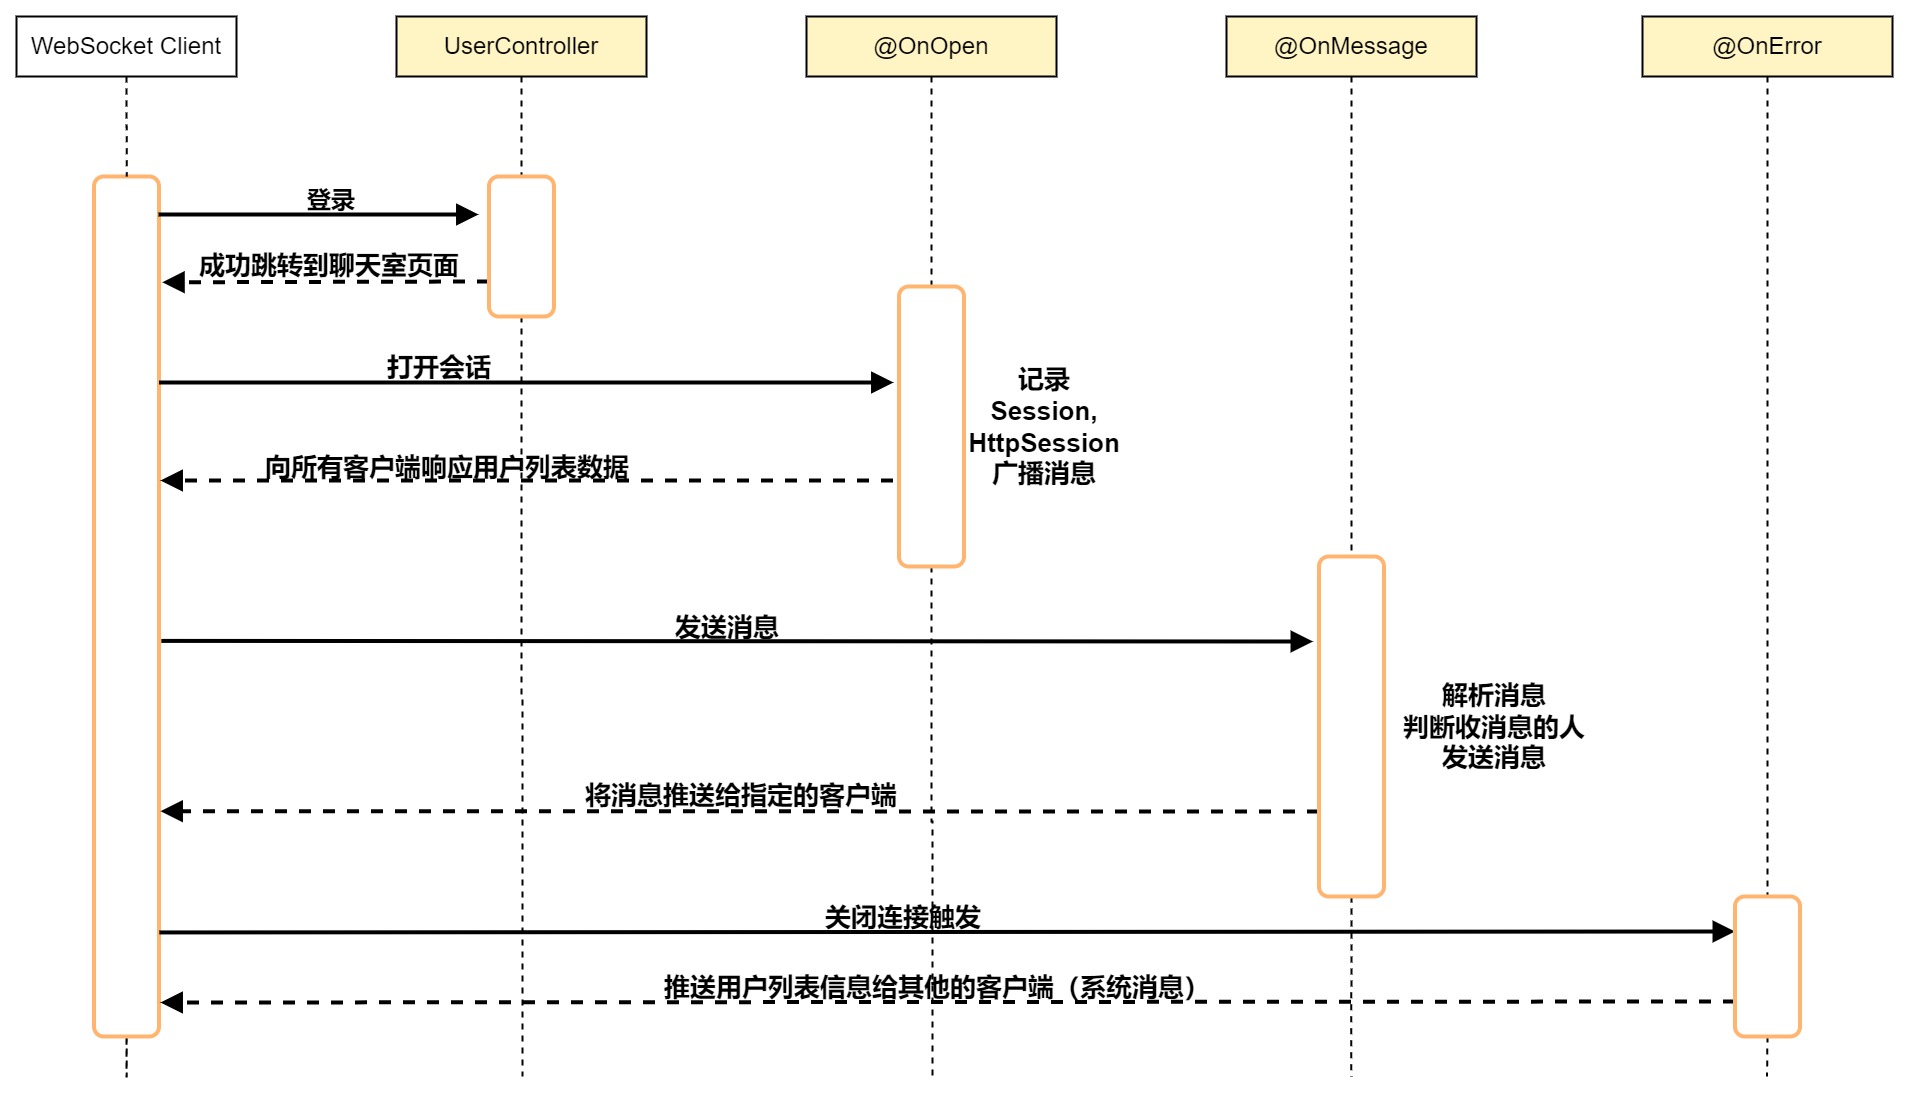 WebSocket Client
UserController
@OnOpen
@OnMessage
@OnError
登录
成功跳转到聊天室页面
打开会话
记录
Session,
HttpSession
广播消息
向所有客户端响应用户列表数据
发送消息
解析消息
判断收消息的人
发送消息
将消息推送给指定的客户端
关闭连接触发
推送用户列表信息给其他的客户端（系统消息）